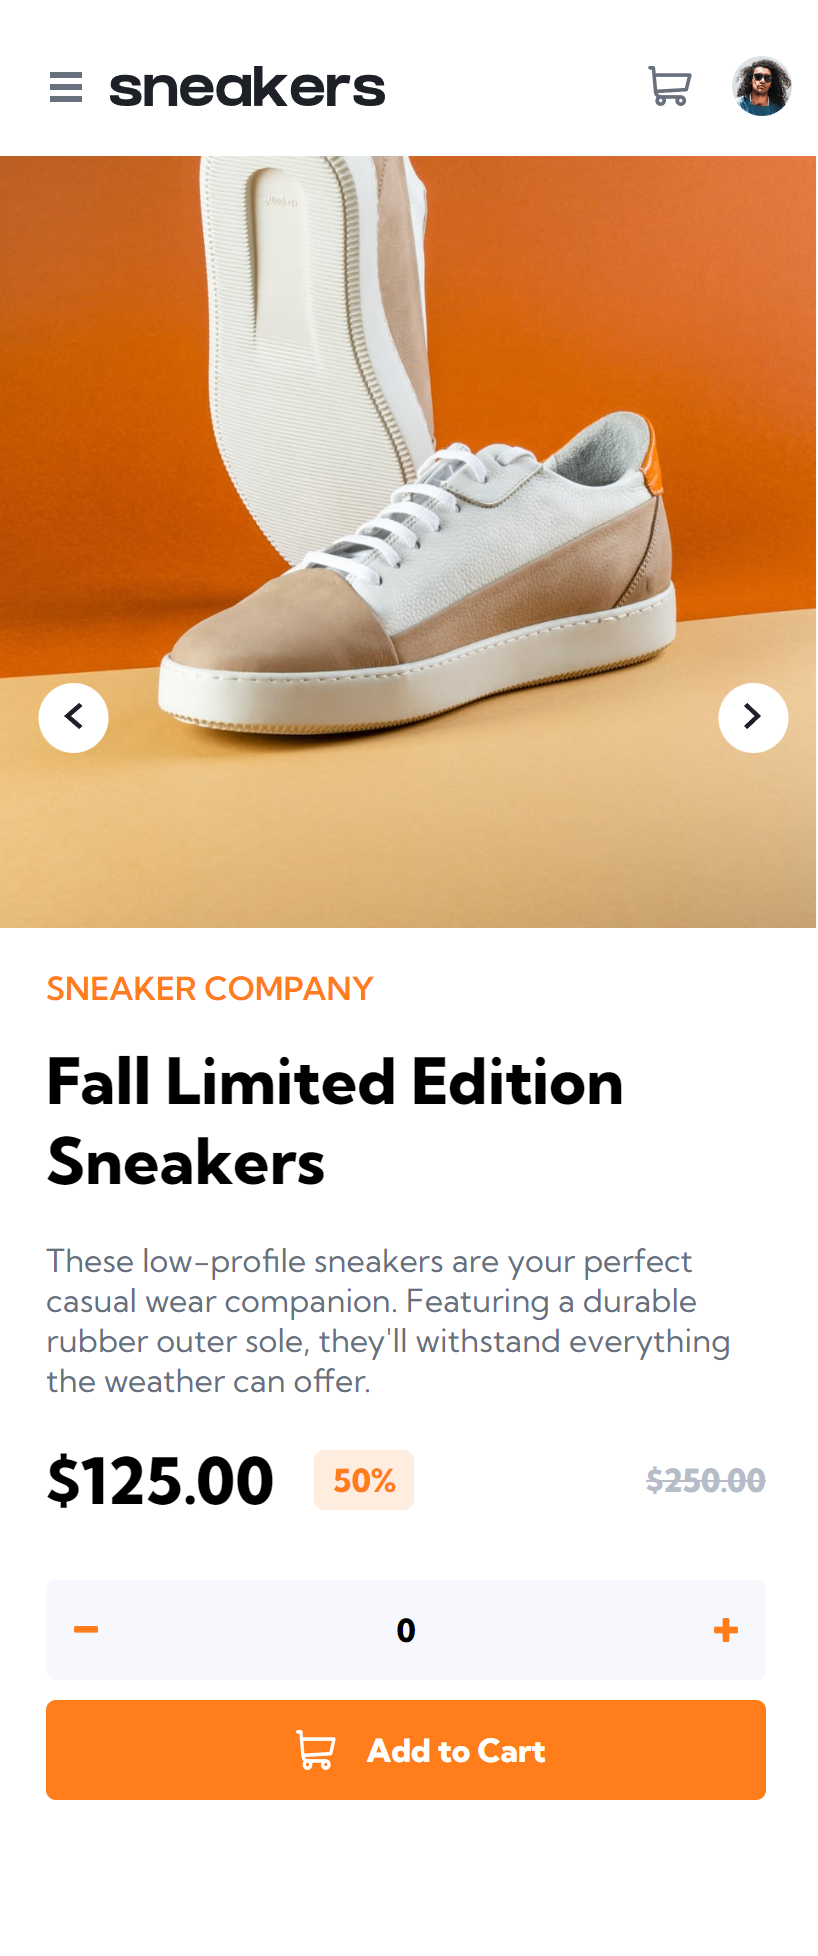 sneakers
SNEAKER COMPANY
Fall Limited Edition
Sneakers
These low-profile sneakers are your perfect
casual wear companion. Featuring a durable
rubber outer sole, they'll withstand everything
the weather can offer.
$125.00 50% $250.00
0
Add to Cart